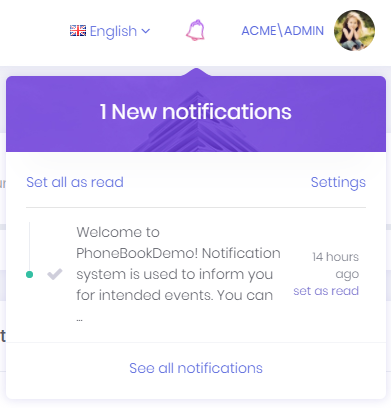 English
ACME\ADMIN
1 New notifications
Set all as read
Settings
Welcome to
PhoneBookDemo! Notification
system is used to inform you
for intended events. You can
...
14 hours
ago
set as read
See all notifications